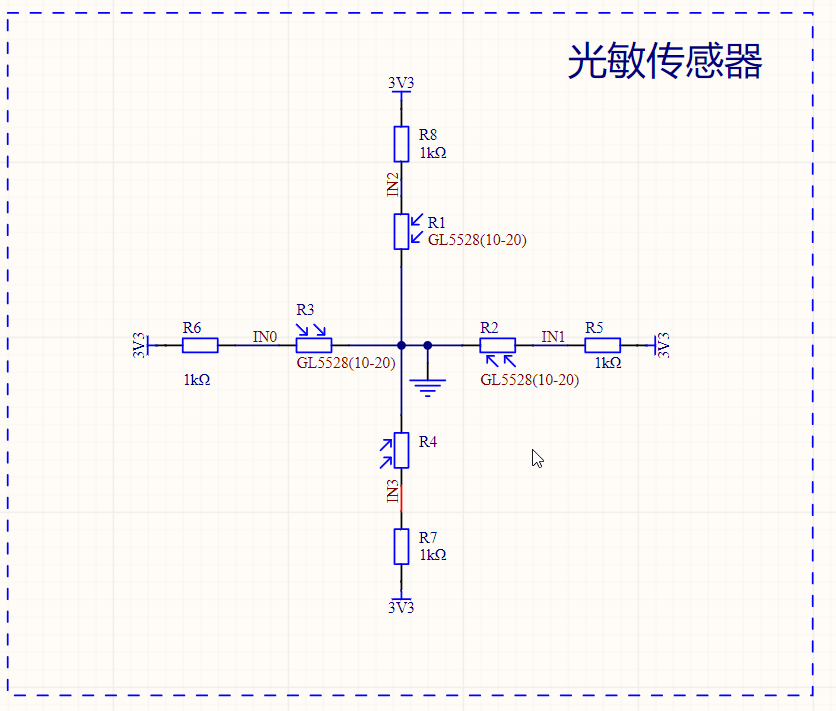 光敏传感器
3V3
R8
1kΩ
IN2
R1
GL5528(10-20)
R3
R6
IN0
R2
IN1
R5
3V3
3V3
GL5528(10-20)
1kΩ
1kΩ
GL5528(10-20)
R4
IN3
R7
1kΩ
3V3